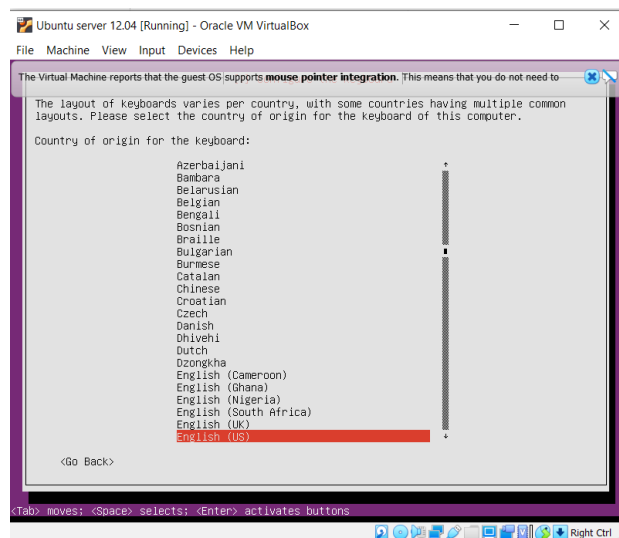 Ubuntu server 12.04 [Running] - Oracle VM VirtualBox
File Machine View Input Devices Help
The Virtual Machine reports that the guest OS supports mouse pointer integration. This means that you do not need to
The layout of keyboards varies per country, with some countries having multiple common
layouts. Please select the country of origin for the keyboard of this computer.
Country of origin for the keyboard:
Azerbaijani
Bambara
Belarusian
Belgian
Bengali
Bosnian
Braille
Bulgarian
Burmese
Catalan
Chinese
Croatian
Czech
Danish
Dhivehi
Dutch
Dzongkha
English (Cameroon)
English (Ghana)
English (Nigeria)
English (South Africa)
English (UK)
English (US)
<Go Back>
<Tab> moves; <Space> selects; <Enter> activates buttons
Right Ctrl